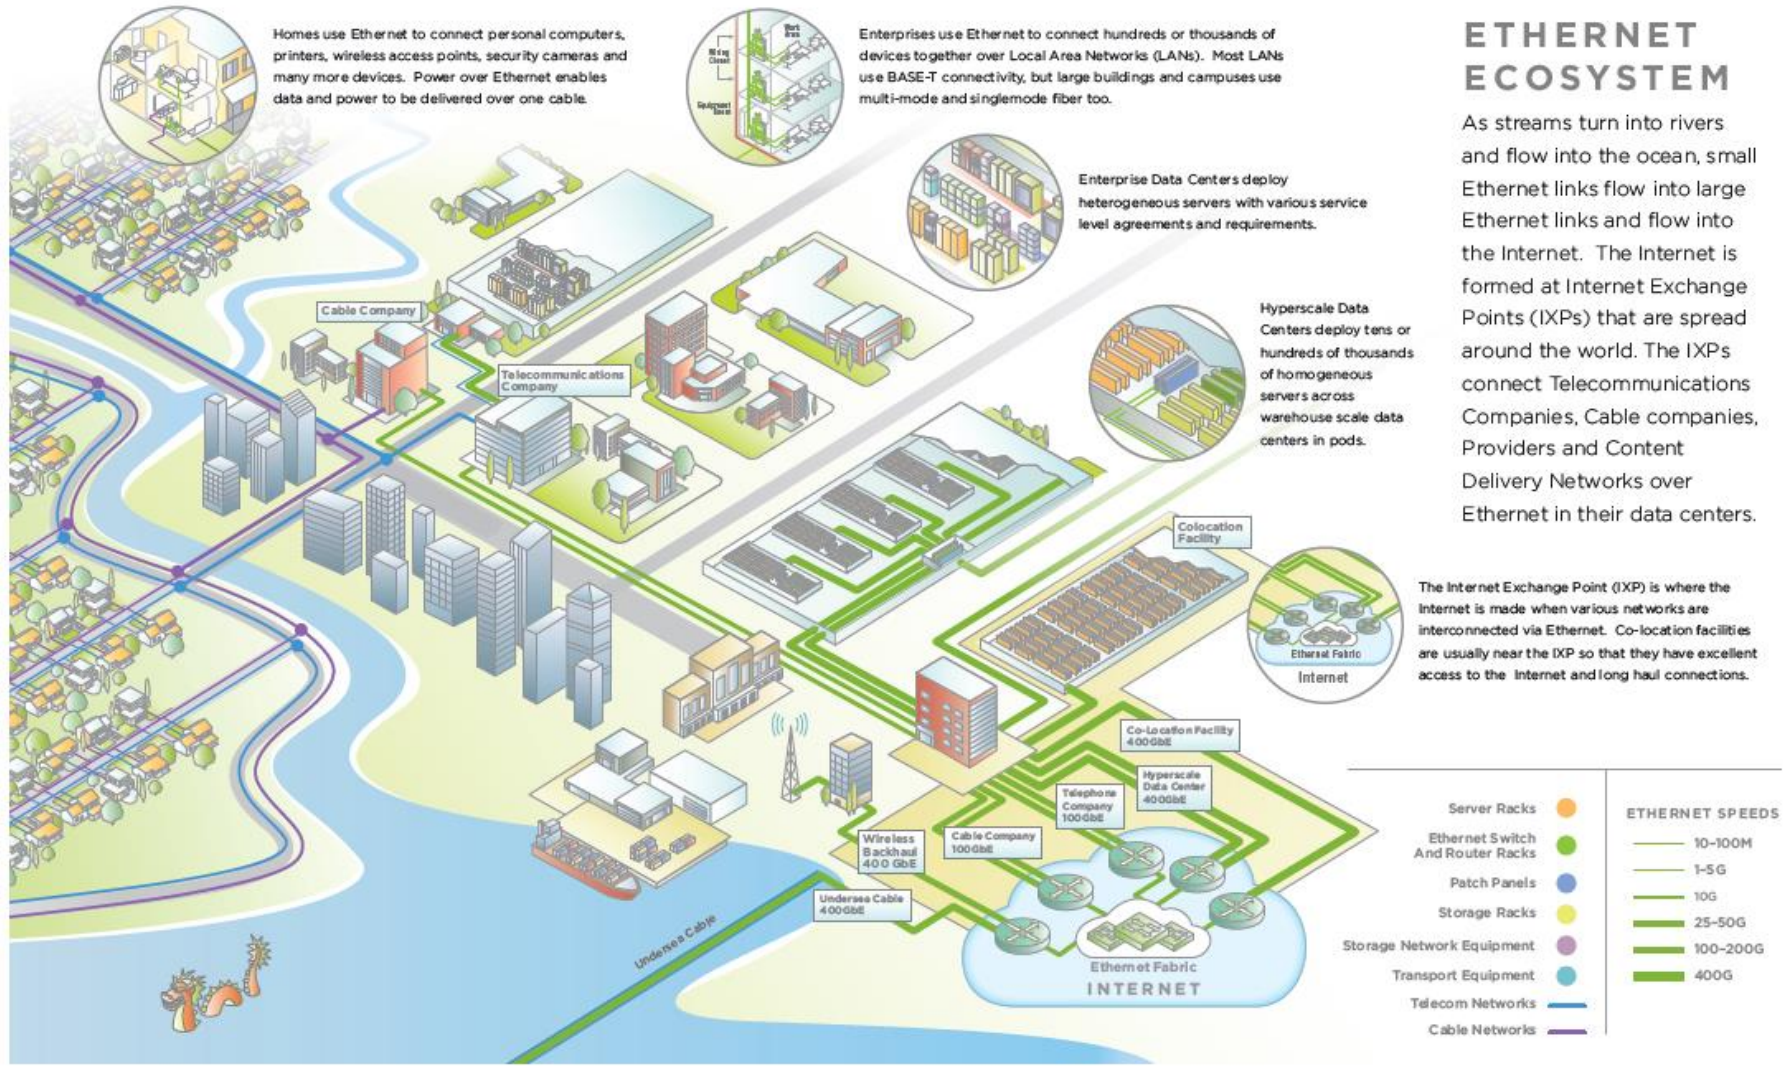 Homes use Ethernet to connect personal computers,
printers, wireless access points, security cameras and
many more devices. Power over Ethernet enables
data and power to be delivered over one cable.
Wiring
Closet
Equipment
Room
Work
Area
Enterprises use Ethernet to connect hundreds or thousands of
devices together over Local Area Networks (LANs). Most LANs
use BASE-T connectivity, but large buildings and campuses use
multi-mode and singlemode fiber too.
ETHERNET
ECOSYSTEM
As streams turn into rivers
and flow into the ocean, small
Ethernet links flow into large
Ethernet links and flow into
the Internet. The Internet is
formed at Internet Exchange
Points (IXPs) that are spread
around the world. The IXPs
connect Telecommunications
Companies, Cable companies,
Providers and Content
Delivery Networks over
Ethernet in their data centers.
Enterprise Data Centers deploy
heterogeneous servers with various service
level agreements and requirements.
Hyperscale Data
Centers deploy tens or
hundreds of thousands
of homogeneous
servers across
warehouse scale data
centers in pods.
Cable Company
Telecommunications
Company
Colocation
Facility
Ethernet Fabric
Internet
The Internet Exchange Point (IXP) is where the
Internet is made when various networks are
interconnected via Ethernet. Co-location facilities
are usually near the IXP so that they have excellent
access to the Internet and long haul connections.
Co-Location Facility
400GbE
Hyperscale
Data Center
400GbE
Telephone
Company
100GbE
Cable Company
100GbE
Wireless
Backhaul
400 GbE
Undersea Cable
400GbE
Undersea Cable
Ethernet Fabric
INTERNET
Server Racks
Ethernet Switch
And Router Racks
Patch Panels
Storage Racks
Storage Network Equipment
Transport Equipment
Telecom Networks
Cable Networks
ETHERNET SPEEDS
10-100M
1-5G
10G
25-50G
100-200G
400G